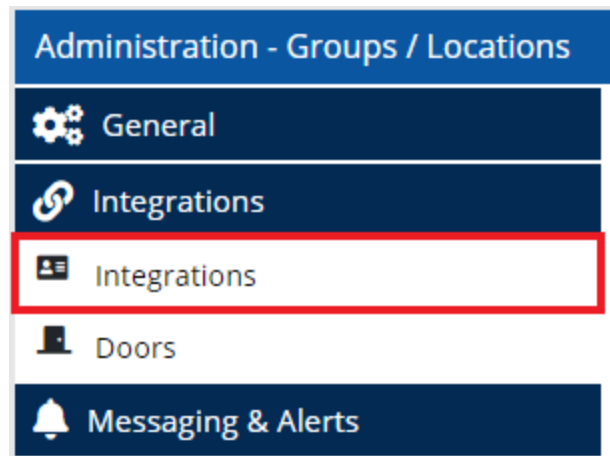 Administration - Groups / Locations
General
Integrations
Integrations
Doors
Messaging & Alerts